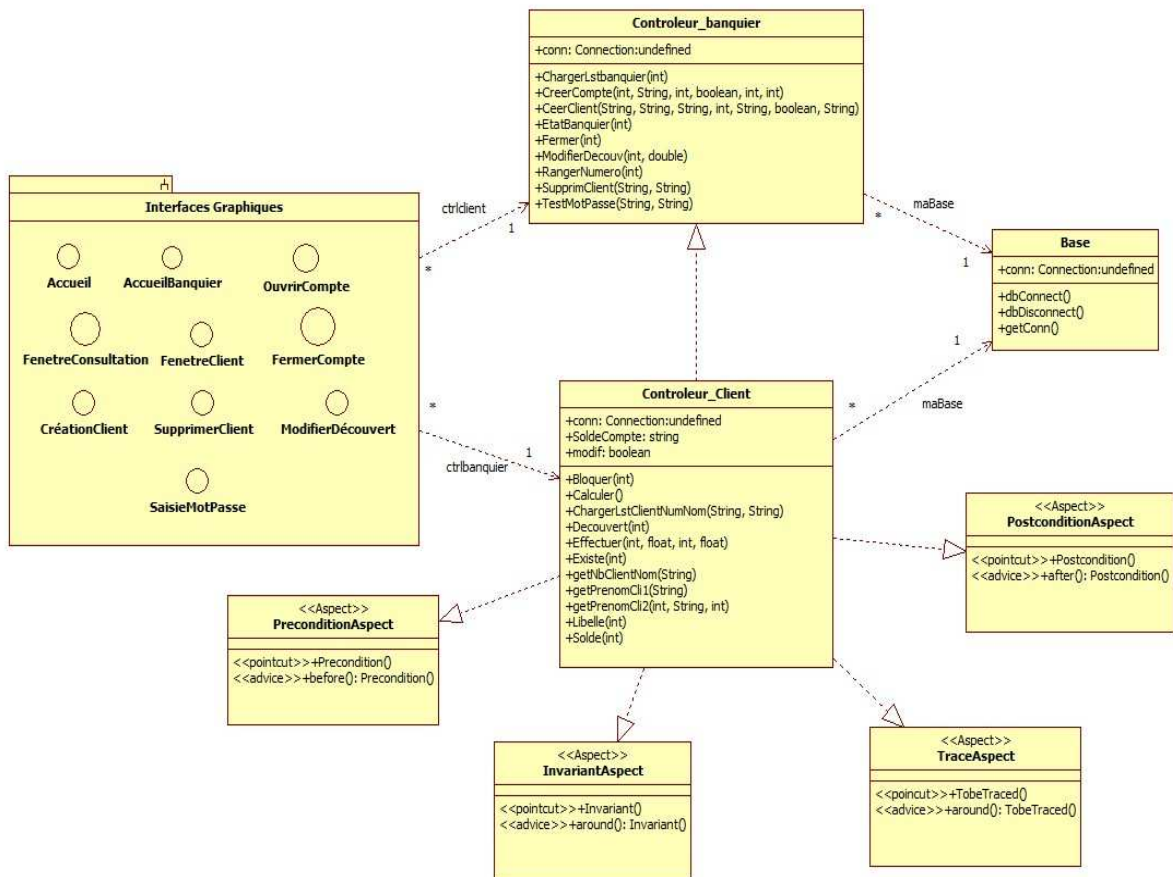 Controleur_banquier
+conn: Connection:undefined
+ChargerLstbanquier(int)
+CreerCompte(int, String, int, boolean, int, int)
+CeerClient(String, String, String, int, String, boolean, String)
+EtatBanquier(int)
+Fermer(int)
+ModifierDecouv(int, double)
+RangerNumero(int)
+SupprimClient(String, String)
+TestMotPasse(String, String)
Interfaces Graphiques
Accueil
AccueilBanquier
OuvrirCompte
FenetreConsultation
FenetreClient
FermerCompte
CréationClient
SupprimerClient
ModifierDécouvert
SaisieMotPasse
ctrlclient
1
*
*
1
ctrlbanquier
maBase
*
1
Base
+conn: Connection:undefined
+dbConnect()
+dbDisconnect()
+getConn()
1
*
maBase
Controleur_Client
+conn: Connection:undefined
+SoldeCompte: string
+modif: boolean
+Bloquer(int)
+Calculer()
+ChargerLstClientNumNom(String, String)
+Decouvert(int)
+Effectuer(int, float, int, float)
+Existe(int)
+getNbClientNom(String)
+getPrenomCli1(String)
+getPrenomCli2(int, String, int)
+Libelle(int)
+Solde(int)
<<Aspect>>
PostconditionAspect
<<pointcut>>+Postcondition()
<<advice>>+after(): Postcondition()
<<Aspect>>
PreconditionAspect
<<pointcut>>+Precondition()
<<advice>>+before(): Precondition()
<<Aspect>>
InvariantAspect
<<pointcut>>+Invariant()
<<advice>>+around(): Invariant()
<<Aspect>>
TraceAspect
<<poincut>>+TobeTraced()
<<advice>>+around(): TobeTraced()